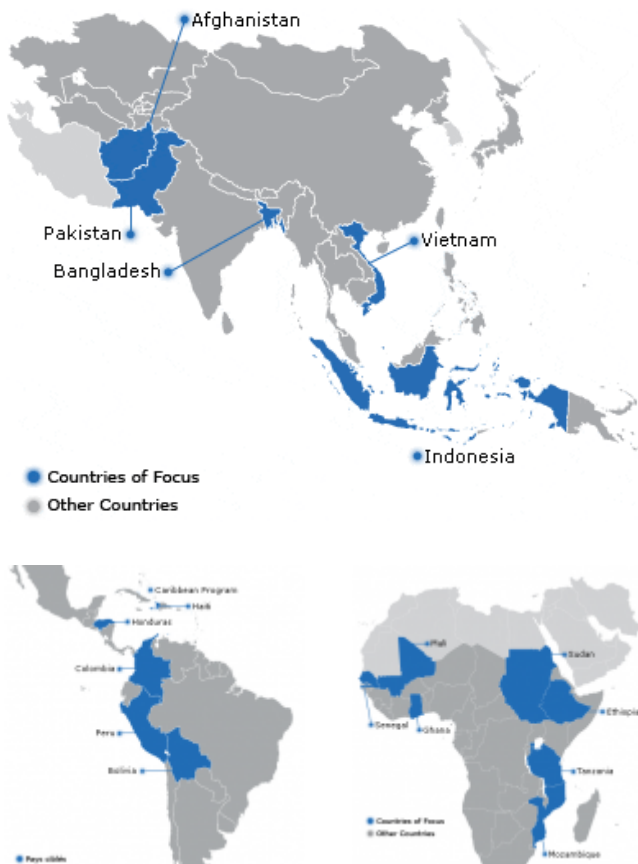 Afghanistan
Pakistan
Bangladesh
Vietnam
Indonesia
Countries of Focus
Other Countries
Caribbean Program
Haiti
Honduras
Colombia
Peru
Bolivia
Pays ciblés
Mali
Sudan
Senegal
Ghana
Ethiopia
Tanzania
Countries of Focus
Other Countries
Mozambique